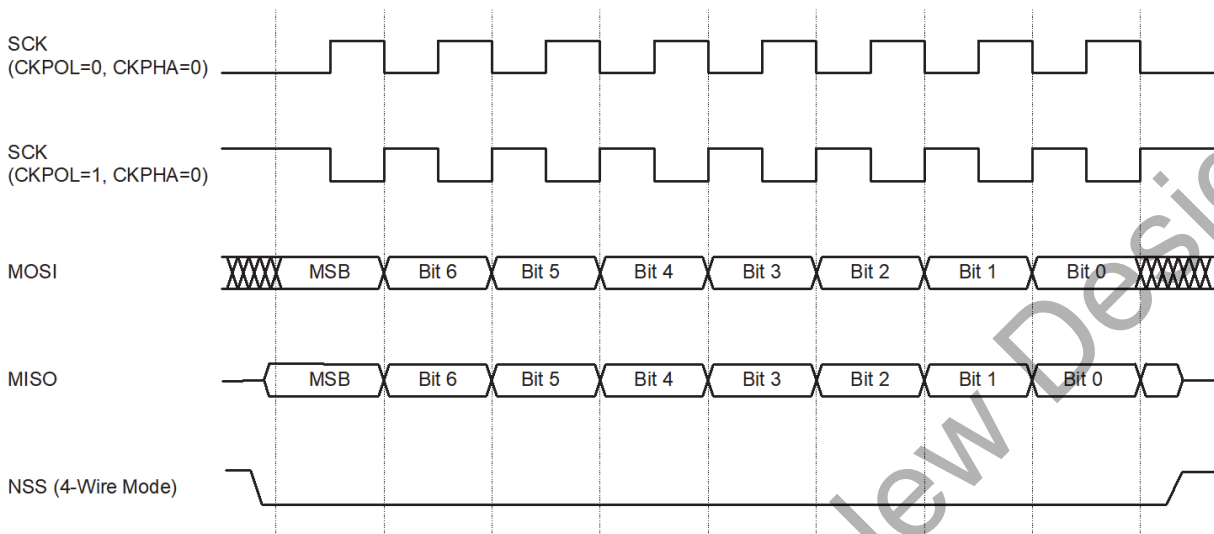 SCK
(CKPOL=0, CKPHA=0)
SCK
(CKPOL=1, CKPHA=0)
MOSI
MSB Bit 6 Bit 5 Bit 4 Bit 3 Bit 2 Bit 1 Bit 0
MISO
MSB Bit 6 Bit 5 Bit 4 Bit 3 Bit 2 Bit 1 Bit 0
NSS (4-Wire Mode)